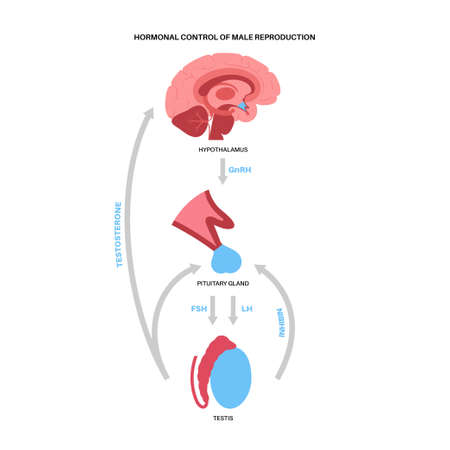 HORMONAL CONTROL OF MALE REPRODUCTION
HYPOTHALAMUS
GnRH
TESTOSTERONE
PITUITARY GLAND
FSH
LH
INHIBIN
TESTIS